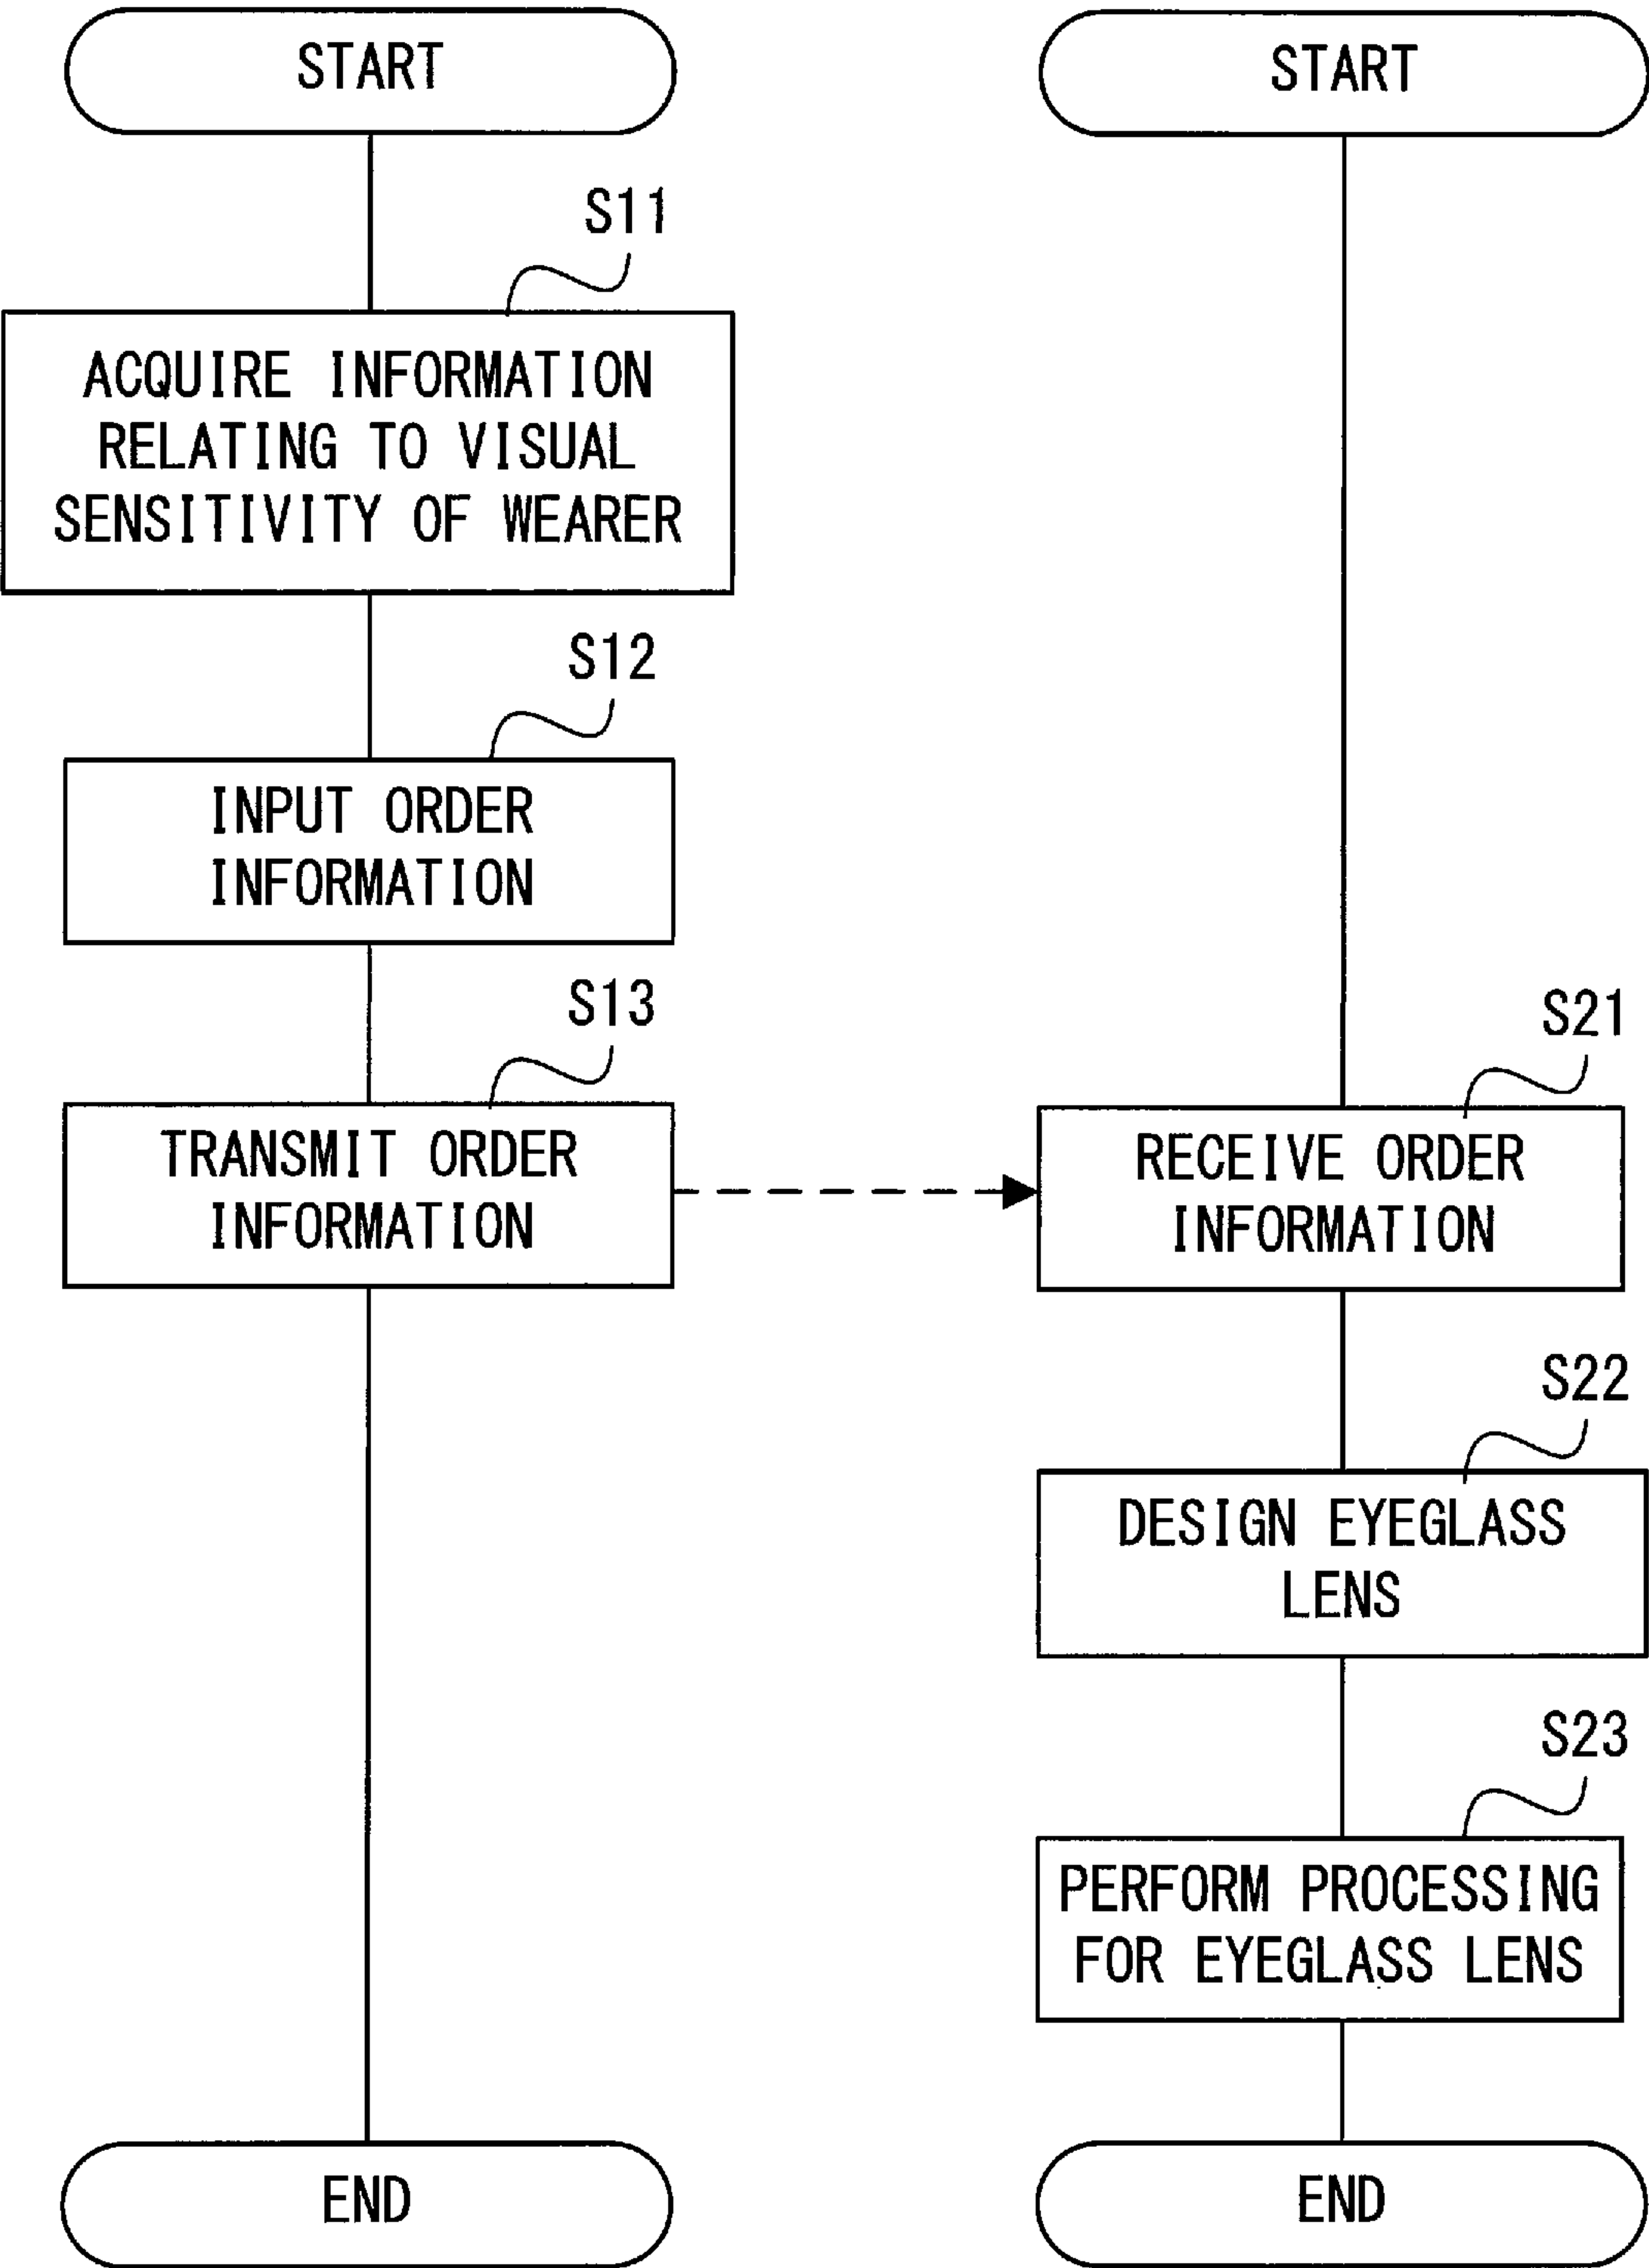 START
S11
ACQUIRE INFORMATION
RELATING TO VISUAL
SENSITIVITY OF WEARER
S12
INPUT ORDER
INFORMATION
S13
TRANSMIT ORDER
INFORMATION
END
START
S21
RECEIVE ORDER
INFORMATION
S22
DESIGN EYEGLASS
LENS
S23
PERFORM PROCESSING
FOR EYEGLASS LENS
END